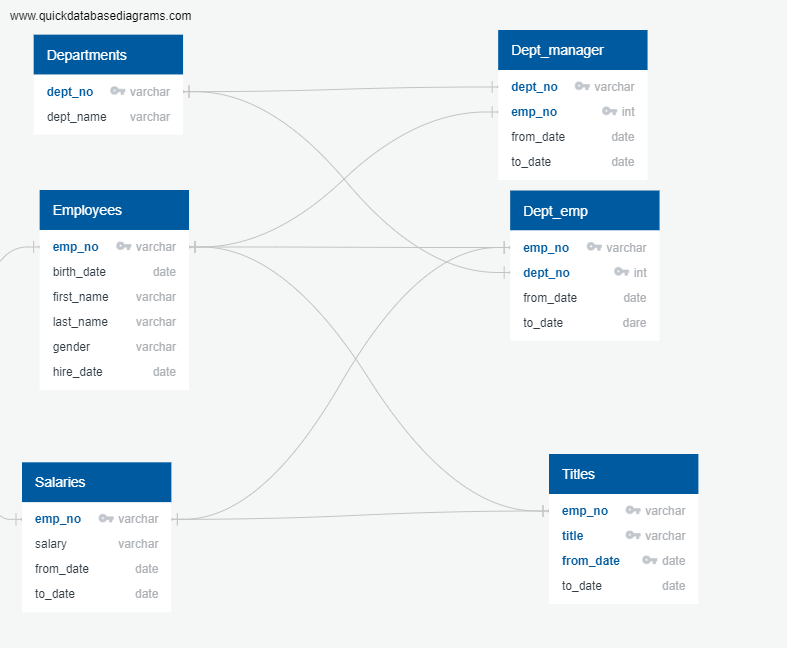 www.quickdatabasediagrams.com
Departments
dept_no varchar
dept_name varchar
Employees
emp_no varchar
birth_date date
first_name varchar
last_name varchar
gender varchar
hire_date date
Salaries
emp_no varchar
salary varchar
from_date date
to_date date
Dept_manager
dept_no varchar
emp_no int
from_date date
to_date date
Dept_emp
emp_no varchar
dept_no int
from_date date
to_date dare
Titles
emp_no varchar
title varchar
from_date date
to_date date